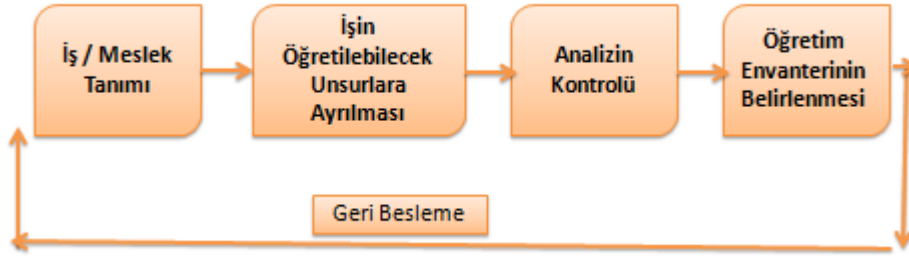 İş / Meslek
Tanımı
İşin
Öğretilebilecek
Unsurlara
Ayrılması
Analizin
Kontrolü
Öğretim
Envanterinin
Belirlenmesi
Geri Besleme